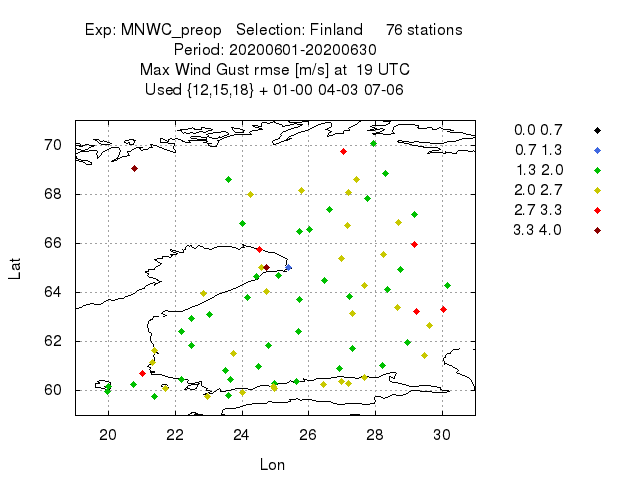 Exp: MNWC_preop   Selection: Finland     76 stations
Period: 20200601-20200630
Max Wind Gust rmse [m/s] at  19 UTC
Used {12,15,18} + 01-00 04-03 07-06
0.0 0.7
0.7 1.3
1.3 2.0
2.0 2.7
2.7 3.3
3.3 4.0
70
68
66
64
62
60
Lat
20 22 24 26 28 30
Lon